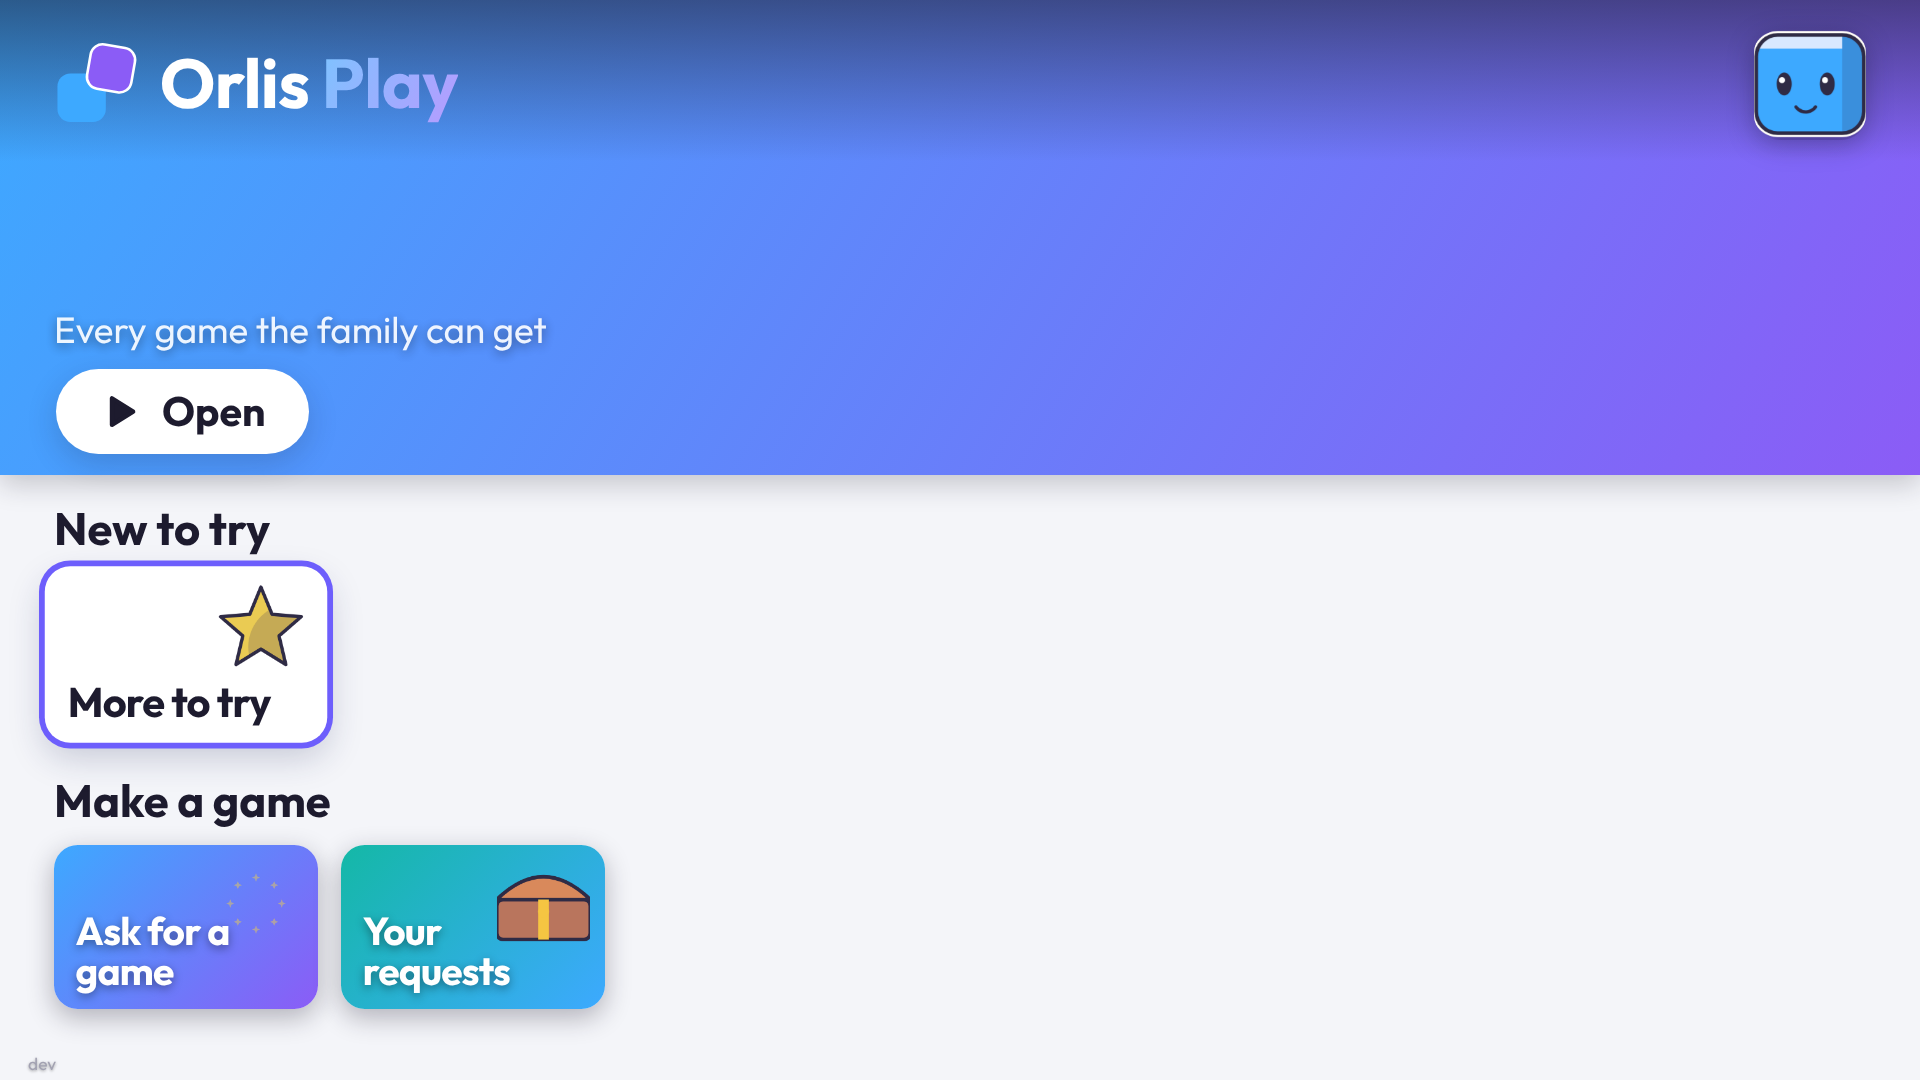 Orlis Play
Every game the family can get
Open
New to try
More to try
Make a game
Ask for a
game
Your
requests
dev